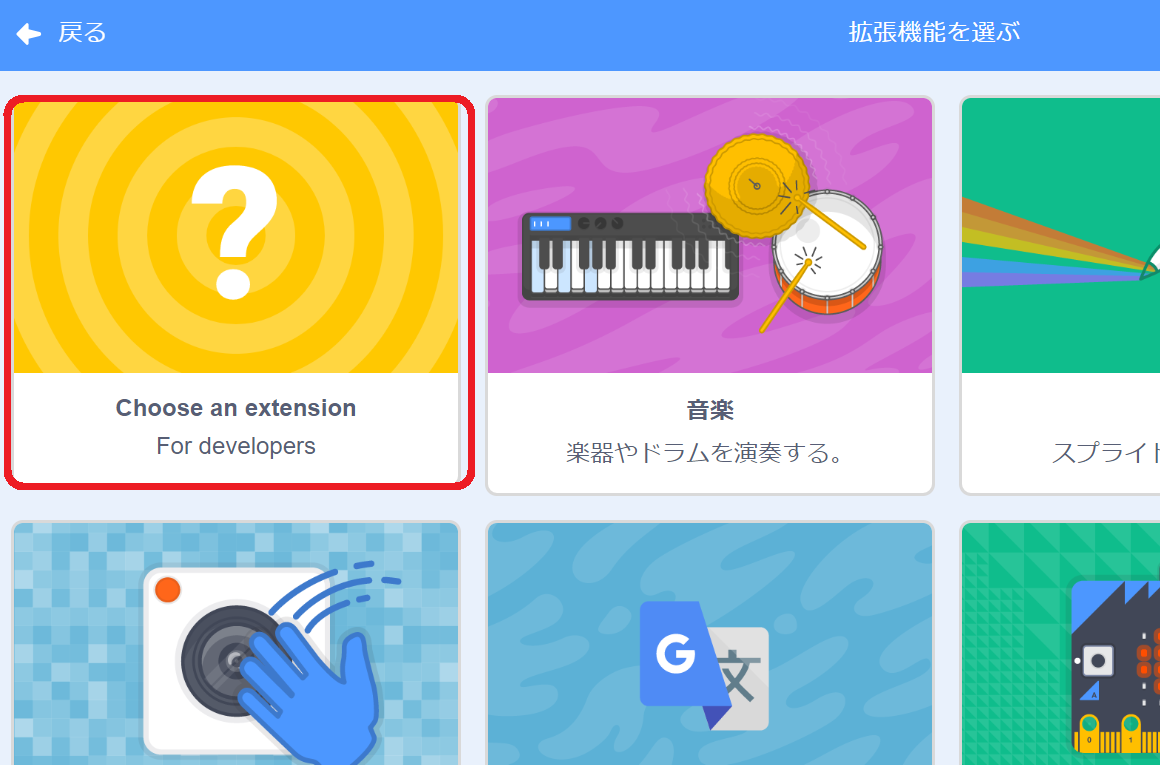 戻る
拡張機能を選ぶ
?
Choose an extension
For developers
音楽
楽器やドラムを演奏する。
スプライト
G 文
A
0 1